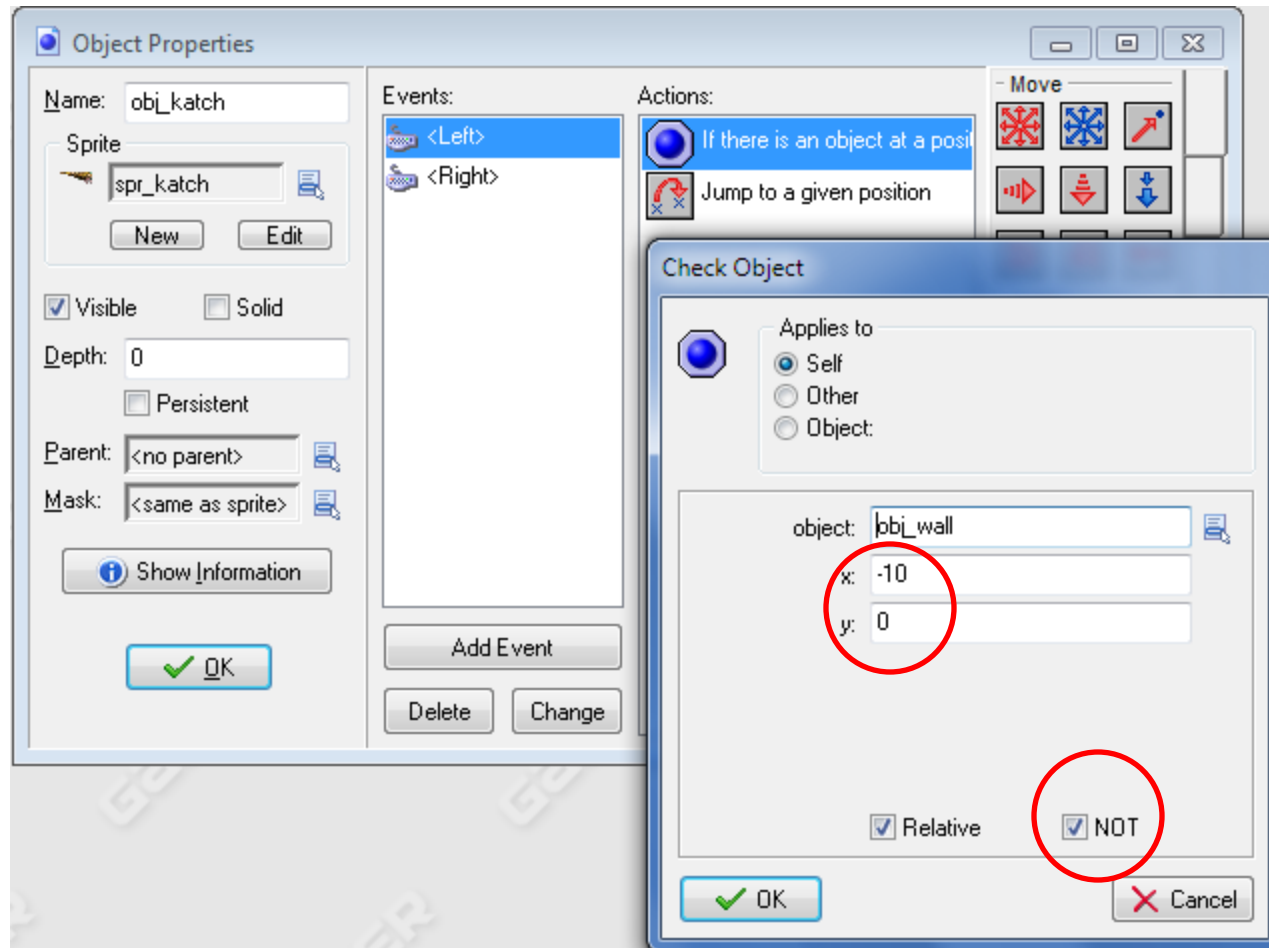 Object Properties
Name: obj_katch
Sprite
spr_katch
New Edit
Visible Solid
Depth: 0
Persistent
Parent: <no parent>
Mask: <same as sprite>
Show Information
OK
Events:
<Left>
<Right>
Add Event
Delete Change
Actions:
If there is an object at a posit
Jump to a given position
Move
Check Object
Applies to
Self
Other
Object:
object: obj_wall
x: -10
y: 0
Relative NOT
OK Cancel